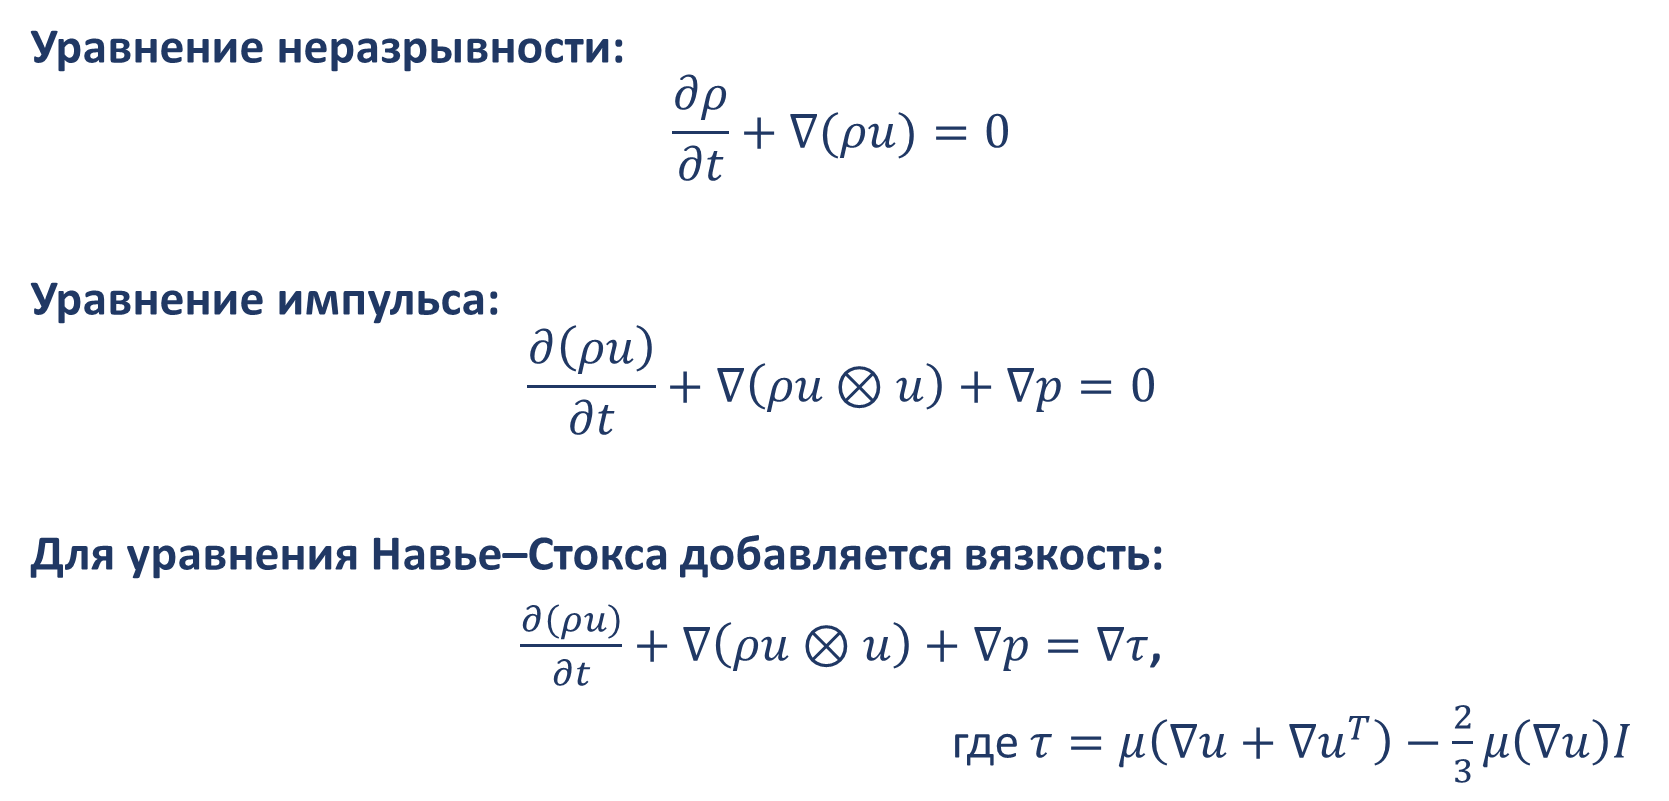 Уравнение неразрывности:
∂ρ/∂t + ∇(ρu) = 0
Уравнение импульса:
∂(ρu)/∂t + ∇(ρu ⊗ u) + ∇p = 0
Для уравнения Навье–Стокса добавляется вязкость:
∂(ρu)/∂t + ∇(ρu ⊗ u) + ∇p = ∇τ,
где τ = μ(∇u + ∇uᵀ) − 2/3 μ(∇u)I